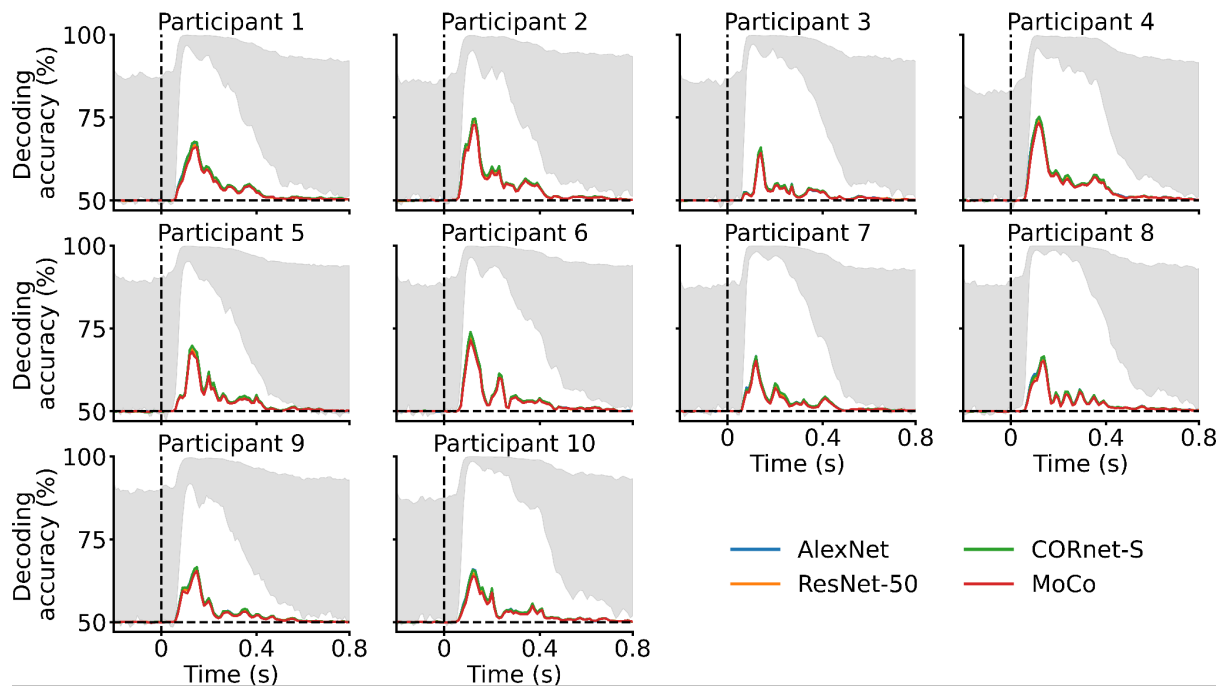 Participant 1
Participant 2
Participant 3
Participant 4
100
75
50
Decoding
accuracy (%)
Participant 5
Participant 6
Participant 7
Participant 8
100
75
50
Decoding
accuracy (%)
0
0.4
0.8
Time (s)
0
0.4
0.8
Time (s)
Participant 9
Participant 10
100
75
50
Decoding
accuracy (%)
0
0.4
0.8
Time (s)
0
0.4
0.8
Time (s)
AlexNet
ResNet-50
CORnet-S
MoCo